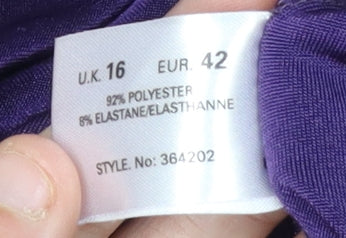 U.K. 16 EUR. 42
92% POLYESTER
8% ELASTANE/ELASTHANNE
STYLE. No: 364202